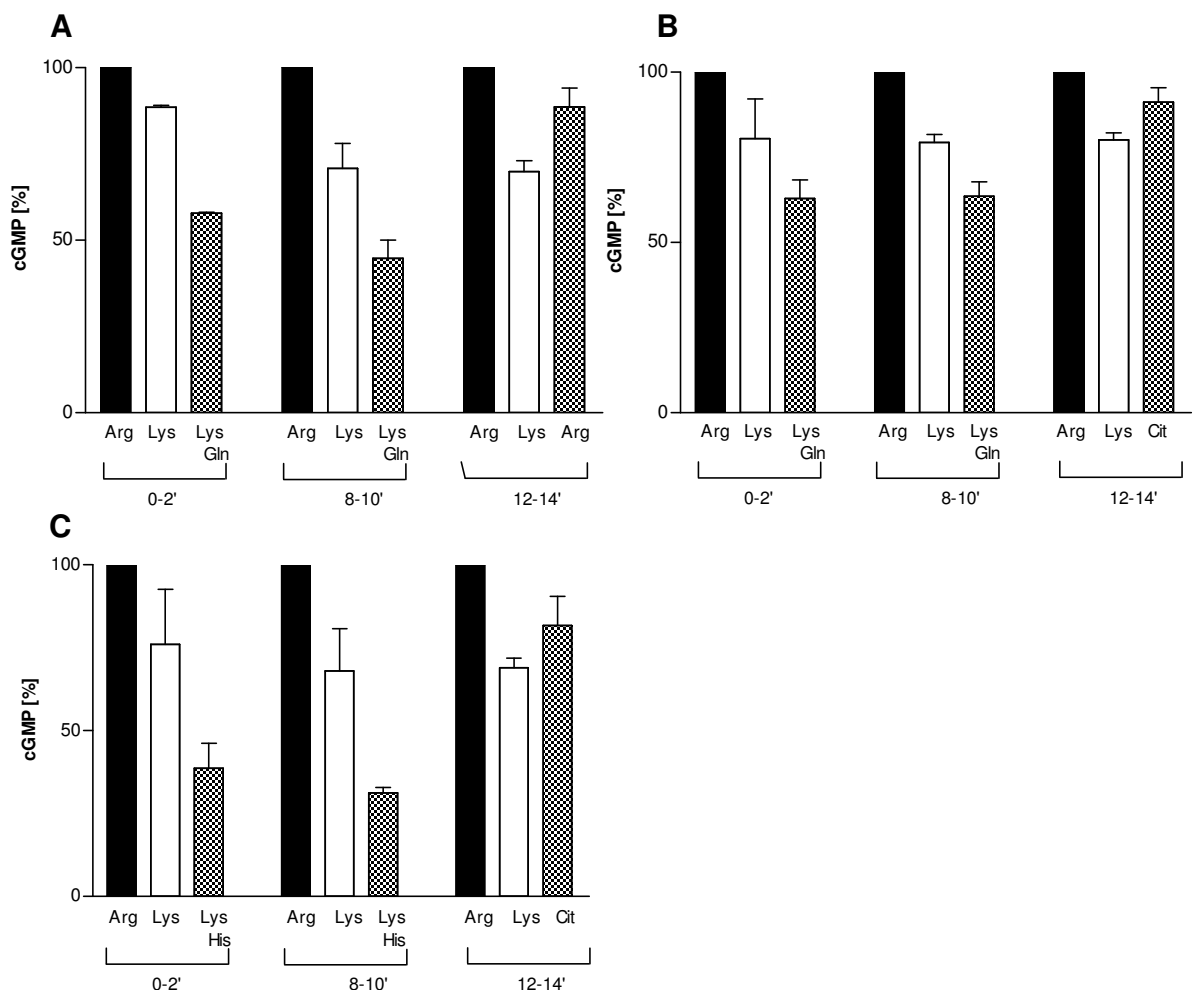 A
cGMP [%]
100
50
0
Arg Lys Lys Arg Lys Lys Arg Lys Arg
Gln Gln
0-2' 8-10' 12-14'
B
cGMP [%]
100
50
0
Arg Lys Lys Arg Lys Lys Arg Lys Cit
Gln Gln
0-2' 8-10' 12-14'
C
cGMP [%]
100
50
0
Arg Lys Lys Arg Lys Lys Arg Lys Cit
His His
0-2' 8-10' 12-14'